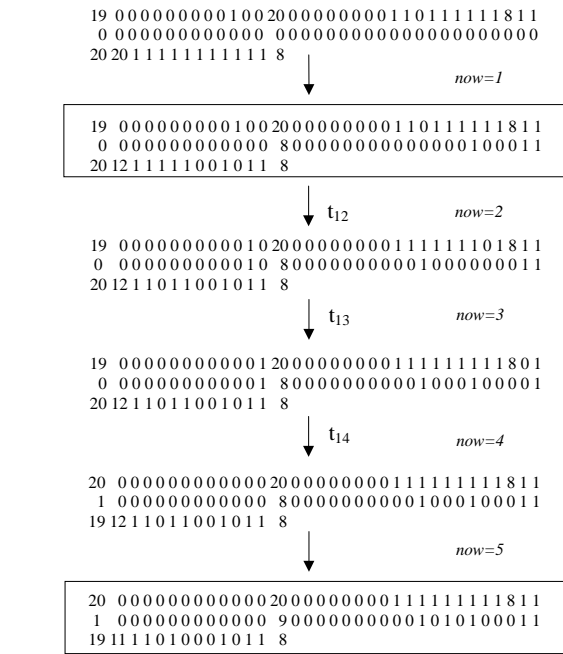 19 0 0 0 0 0 0 0 0 0 1 0 0 20 0 0 0 0 0 0 0 0 1 1 0 1 1 1 1 1 1 8 1 1
0 0 0 0 0 0 0 0 0 0 0 0 0 0 0 0 0 0 0 0 0 0 0 0 0 0 0 0 0 0 0 0 0 0
20 20 1 1 1 1 1 1 1 1 1 1 1 8
now=1
19 0 0 0 0 0 0 0 0 0 1 0 0 20 0 0 0 0 0 0 0 0 1 1 0 1 1 1 1 1 1 8 1 1
0 0 0 0 0 0 0 0 0 0 0 0 0 8 0 0 0 0 0 0 0 0 0 0 0 0 0 0 1 0 0 0 1 1
20 12 1 1 1 1 1 0 0 1 0 1 1 8
t12 now=2
19 0 0 0 0 0 0 0 0 0 0 1 0 20 0 0 0 0 0 0 0 0 1 1 1 1 1 1 1 0 1 8 1 1
0 0 0 0 0 0 0 0 0 0 0 1 0 8 0 0 0 0 0 0 0 0 0 0 1 0 0 0 0 0 0 0 1 1
20 12 1 1 0 1 1 0 0 1 0 1 1 8
t13 now=3
19 0 0 0 0 0 0 0 0 0 0 0 1 20 0 0 0 0 0 0 0 0 1 1 1 1 1 1 1 1 1 8 0 1
0 0 0 0 0 0 0 0 0 0 0 0 1 8 0 0 0 0 0 0 0 0 0 0 1 0 0 0 1 0 0 0 0 1
20 12 1 1 0 1 1 0 0 1 0 1 1 8
t14 now=4
20 0 0 0 0 0 0 0 0 0 0 0 0 20 0 0 0 0 0 0 0 0 1 1 1 1 1 1 1 1 1 8 1 1
1 0 0 0 0 0 0 0 0 0 0 0 0 8 0 0 0 0 0 0 0 0 0 0 1 0 0 0 1 0 0 0 1 1
19 12 1 1 0 1 1 0 0 1 0 1 1 8
now=5
20 0 0 0 0 0 0 0 0 0 0 0 0 20 0 0 0 0 0 0 0 0 1 1 1 1 1 1 1 1 1 8 1 1
1 0 0 0 0 0 0 0 0 0 0 0 0 9 0 0 0 0 0 0 0 0 0 0 1 0 1 0 1 0 0 0 1 1
19 11 1 1 0 1 0 0 0 1 0 1 1 8